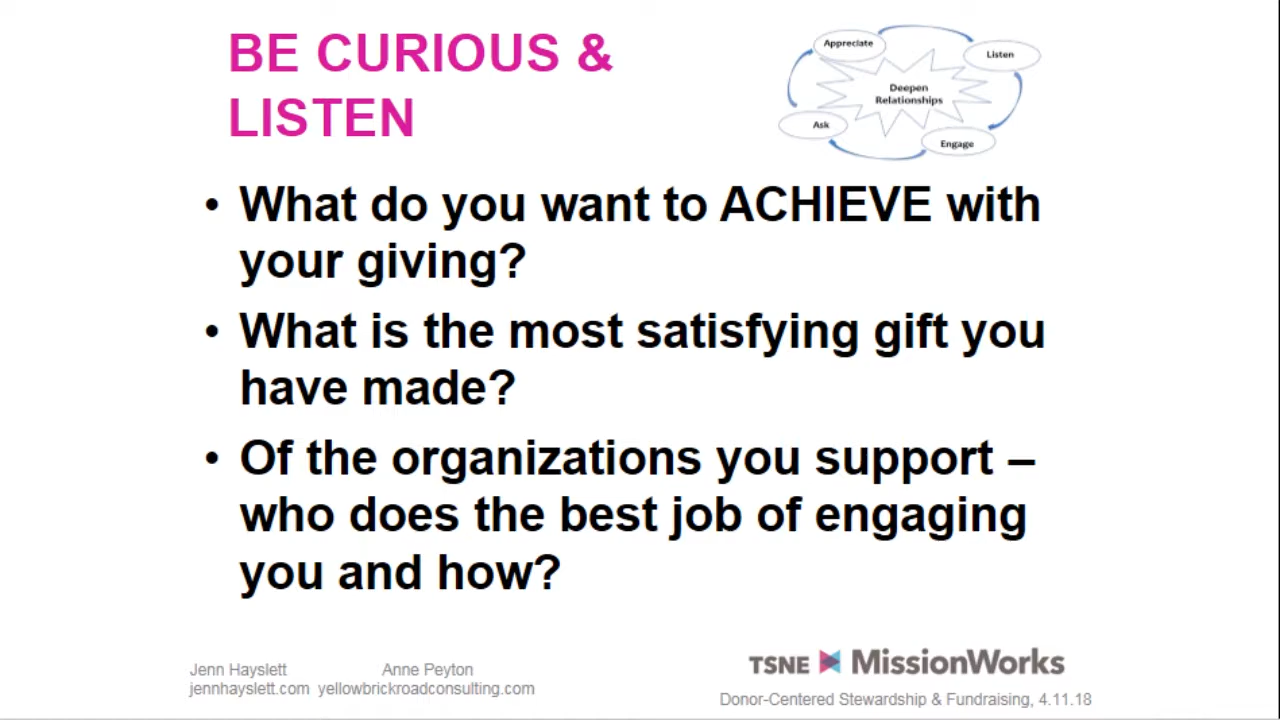 BE CURIOUS &
LISTEN
Appreciate
Listen
Deepen
Relationships
Ask
Engage
• What do you want to ACHIEVE with
your giving?
• What is the most satisfying gift you
have made?
• Of the organizations you support –
who does the best job of engaging
you and how?
Jenn Hayslett
jennhayslett.com
Anne Peyton
yellowbrickroadconsulting.com
TSNE MissionWorks
Donor-Centered Stewardship & Fundraising, 4.11.18